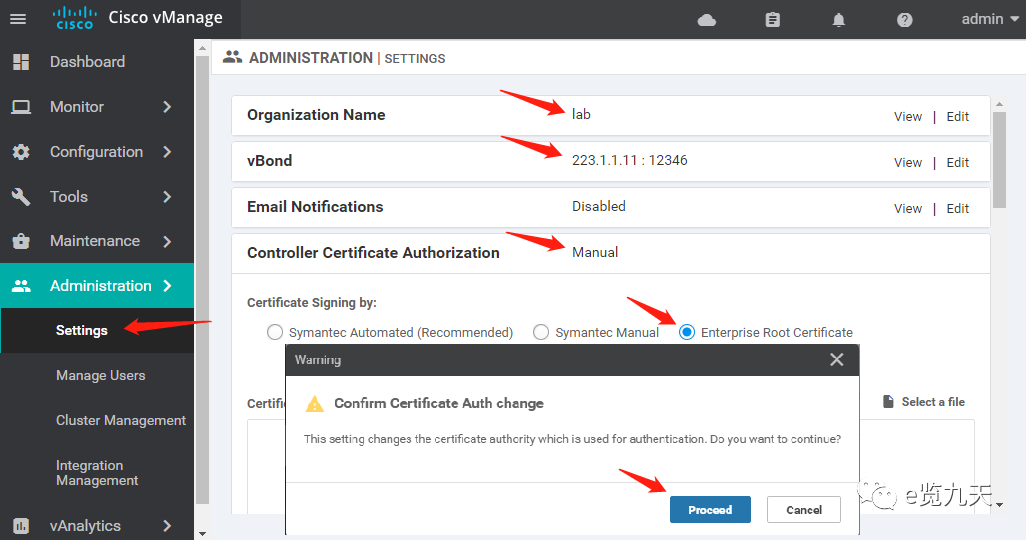 cisco Cisco vManage
admin
Dashboard
Monitor
Configuration
Tools
Maintenance
Administration
Settings
Manage Users
Cluster Management
Integration
Management
vAnalytics
ADMINISTRATION | SETTINGS
Organization Name lab View | Edit
vBond 223.1.1.11 : 12346 View | Edit
Email Notifications Disabled View | Edit
Controller Certificate Authorization Manual
Certificate Signing by:
Symantec Automated (Recommended) Symantec Manual Enterprise Root Certificate
Warning
Confirm Certificate Auth change
Certific
Select a file
This setting changes the certificate authority which is used for authentication. Do you want to continue?
Proceed Cancel
e览九天